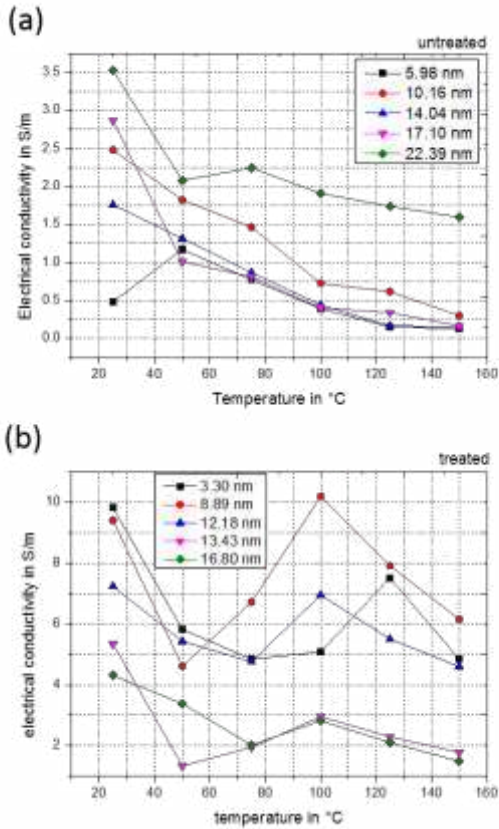 (a)
untreated
5.98 nm
10.16 nm
14.04 nm
17.10 nm
22.39 nm
Electrical conductivity in S/m
3.5
3.0
2.5
2.0
1.5
1.0
0.5
0.0
20 40 60 80 100 120 140 160
Temperature in °C
(b)
treated
3.30 nm
8.89 nm
12.18 nm
13.43 nm
16.80 nm
electrical conductivity in S/m
10
8
6
4
2
20 40 60 80 100 120 140 160
temperature in °C